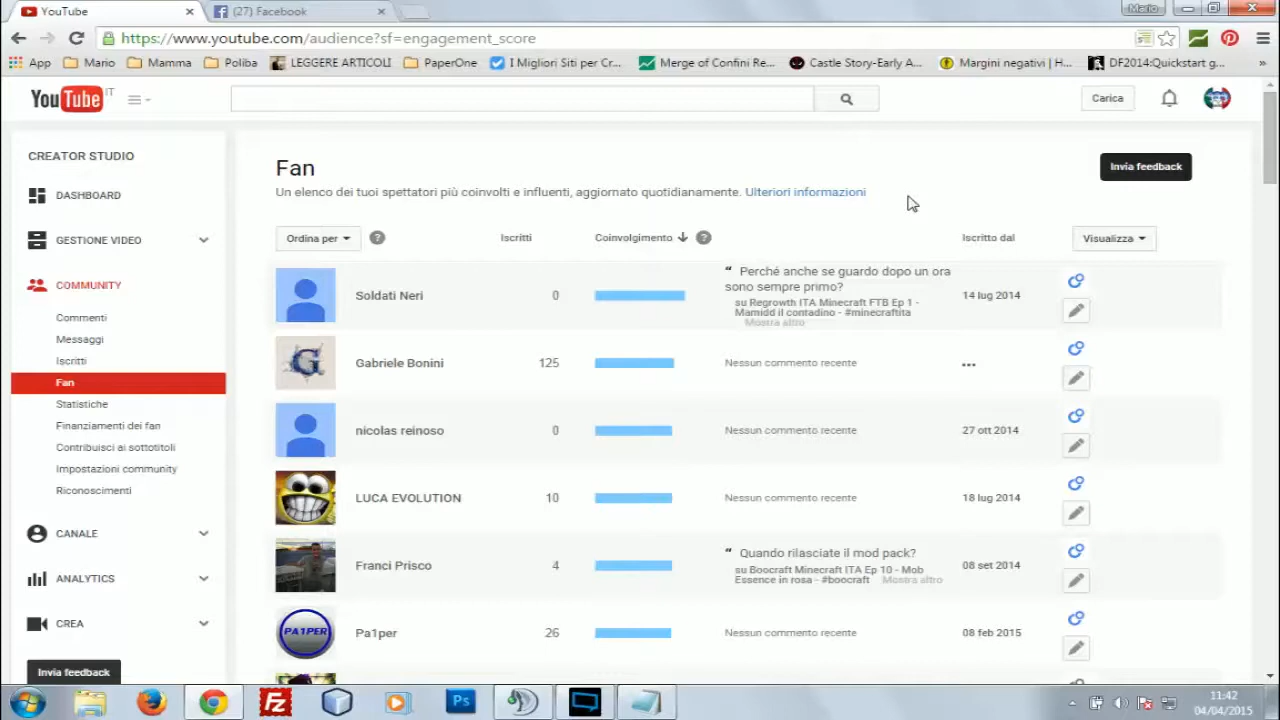 YouTube
(27) Facebook
Mario
https://www.youtube.com/audience?sf=engagement_score
App
Mario
Mamma
Poliba
LEGGERE ARTICOLI
PaperOne
I Migliori Siti per Cr...
Merge of Confini Re...
Castle Story-Early A...
Margini negativi | H...
DF2014:Quickstart g...
»
YouTube IT
Carica
CREATOR STUDIO
DASHBOARD
GESTIONE VIDEO
COMMUNITY
Commenti
Messaggi
Iscritti
Fan
Statistiche
Finanziamenti dei fan
Contribuisci ai sottotitoli
Impostazioni community
Riconoscimenti
CANALE
ANALYTICS
CREA
Invia feedback
Fan
Invia feedback
Un elenco dei tuoi spettatori più coinvolti e influenti, aggiornato quotidianamente. Ulteriori informazioni
Ordina per ? Iscritti Coinvolgimento ? Iscritto dal Visualizza
Soldati Neri 0
“ Perché anche se guardo dopo un ora
sono sempre primo?
su Regrowth ITA Minecraft FTB Ep 1 -
Mamidd il contadino - #minecraftita
Mostra altro
14 lug 2014
G
Gabriele Bonini 125 Nessun commento recente ...
nicolas reinoso 0 Nessun commento recente 27 ott 2014
LUCA EVOLUTION 10 Nessun commento recente 18 lug 2014
Franci Prisco 4
“ Quando rilasciate il mod pack?
su Boocraft Minecraft ITA Ep 10 - Mob
Essence in rosa - #boocraft Mostra altro
08 set 2014
PA1PER
Pa1per 26 Nessun commento recente 08 feb 2015
Fz
Ps
11:42
04/04/2015